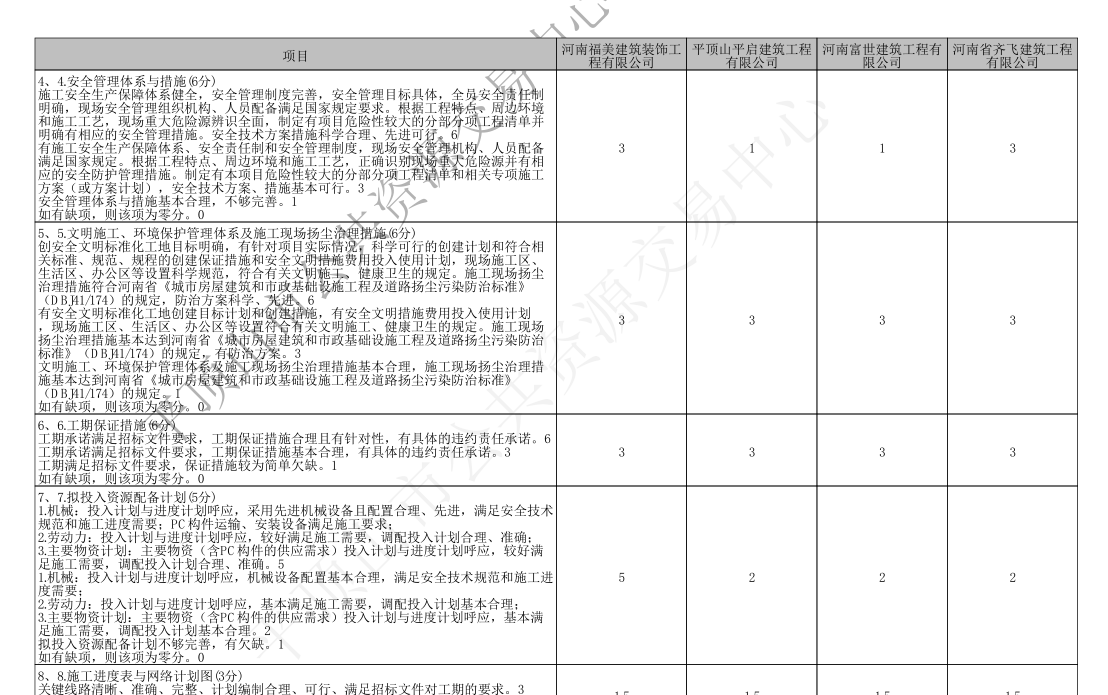 项目
河南福美建筑装饰工
程有限公司
平顶山平启建筑工程
有限公司
河南富世建筑工程有
限公司
河南省齐飞建筑工程
有限公司
4、4.安全管理体系与措施(6分)
施工安全生产保障体系健全，安全管理制度完善，安全管理目标具体，全员安全责任制
明确，现场安全管理组织机构、人员配备满足国家规定要求。根据工程特点、周边环境
和施工工艺，现场重大危险源辨识全面，制定有项目危险性较大的分部分项工程清单并
明确有相应的安全管理措施。安全技术方案措施科学合理、先进可行。6
有施工安全生产保障体系、安全责任制和安全管理制度，现场安全管理机构、人员配备
满足国家规定。根据工程特点、周边环境和施工工艺，正确识别现场重大危险源并有相
应的安全防护管理措施。制定有本项目危险性较大的分部分项工程清单和相关专项施工
方案（或方案计划），安全技术方案、措施基本可行。3
安全管理体系与措施基本合理，不够完善。1
如有缺项，则该项为零分。0
3
1
1
3
5、5.文明施工、环境保护管理体系及施工现场扬尘治理措施(6分)
创安全文明标准化工地目标明确，有针对项目实际情况，科学可行的创建计划和符合相
关标准、规范、规程的创建保证措施和安全文明措施费用投入使用计划，现场施工区、
生活区、办公区等设置科学规范，符合有关文明施工、健康卫生的规定。施工现场扬尘
治理措施符合河南省《城市房屋建筑和市政基础设施工程及道路扬尘污染防治标准》
（DBJ41/174）的规定，防治方案科学、先进。6
有安全文明标准化工地创建目标计划和创建措施，有安全文明措施费用投入使用计划
，现场施工区、生活区、办公区等设置符合有关文明施工、健康卫生的规定。施工现场
扬尘治理措施基本达到河南省《城市房屋建筑和市政基础设施工程及道路扬尘污染防治
标准》（DBJ41/174）的规定，有防治方案。3
文明施工、环境保护管理体系及施工现场扬尘治理措施基本合理，施工现场扬尘治理措
施基本达到河南省《城市房屋建筑和市政基础设施工程及道路扬尘污染防治标准》
（DBJ41/174）的规定。1
如有缺项，则该项为零分。0
3
3
3
3
6、6.工期保证措施(6分)
工期承诺满足招标文件要求，工期保证措施合理且有针对性，有具体的违约责任承诺。6
工期承诺满足招标文件要求，工期保证措施基本合理，有具体的违约责任承诺。3
工期满足招标文件要求，保证措施较为简单欠缺。1
如有缺项，则该项为零分。0
3
3
3
3
7、7.拟投入资源配备计划(5分)
1.机械：投入计划与进度计划呼应，采用先进机械设备且配置合理、先进，满足安全技术
规范和施工进度需要；PC构件运输、安装设备满足施工要求；
2.劳动力：投入计划与进度计划呼应，较好满足施工需要，调配投入计划合理、准确；
3.主要物资计划：主要物资（含PC构件的供应需求）投入计划与进度计划呼应，较好满
足施工需要，调配投入计划合理、准确。5
1.机械：投入计划与进度计划呼应，机械设备配置基本合理，满足安全技术规范和施工进
度需要；
2.劳动力：投入计划与进度计划呼应，基本满足施工需要，调配投入计划基本合理；
3.主要物资计划：主要物资（含PC构件的供应需求）投入计划与进度计划呼应，基本满
足施工需要，调配投入计划基本合理。2
拟投入资源配备计划不够完善，有欠缺。1
如有缺项，则该项为零分。0
5
2
2
2
8、8.施工进度表与网络计划图(3分)
关键线路清晰、准确、完整、计划编制合理、可行、满足招标文件对工期的要求。3
1.5
1.5
1.5
1.5
平顶山市公共资源交易中心
平顶山市公共资源交易中心